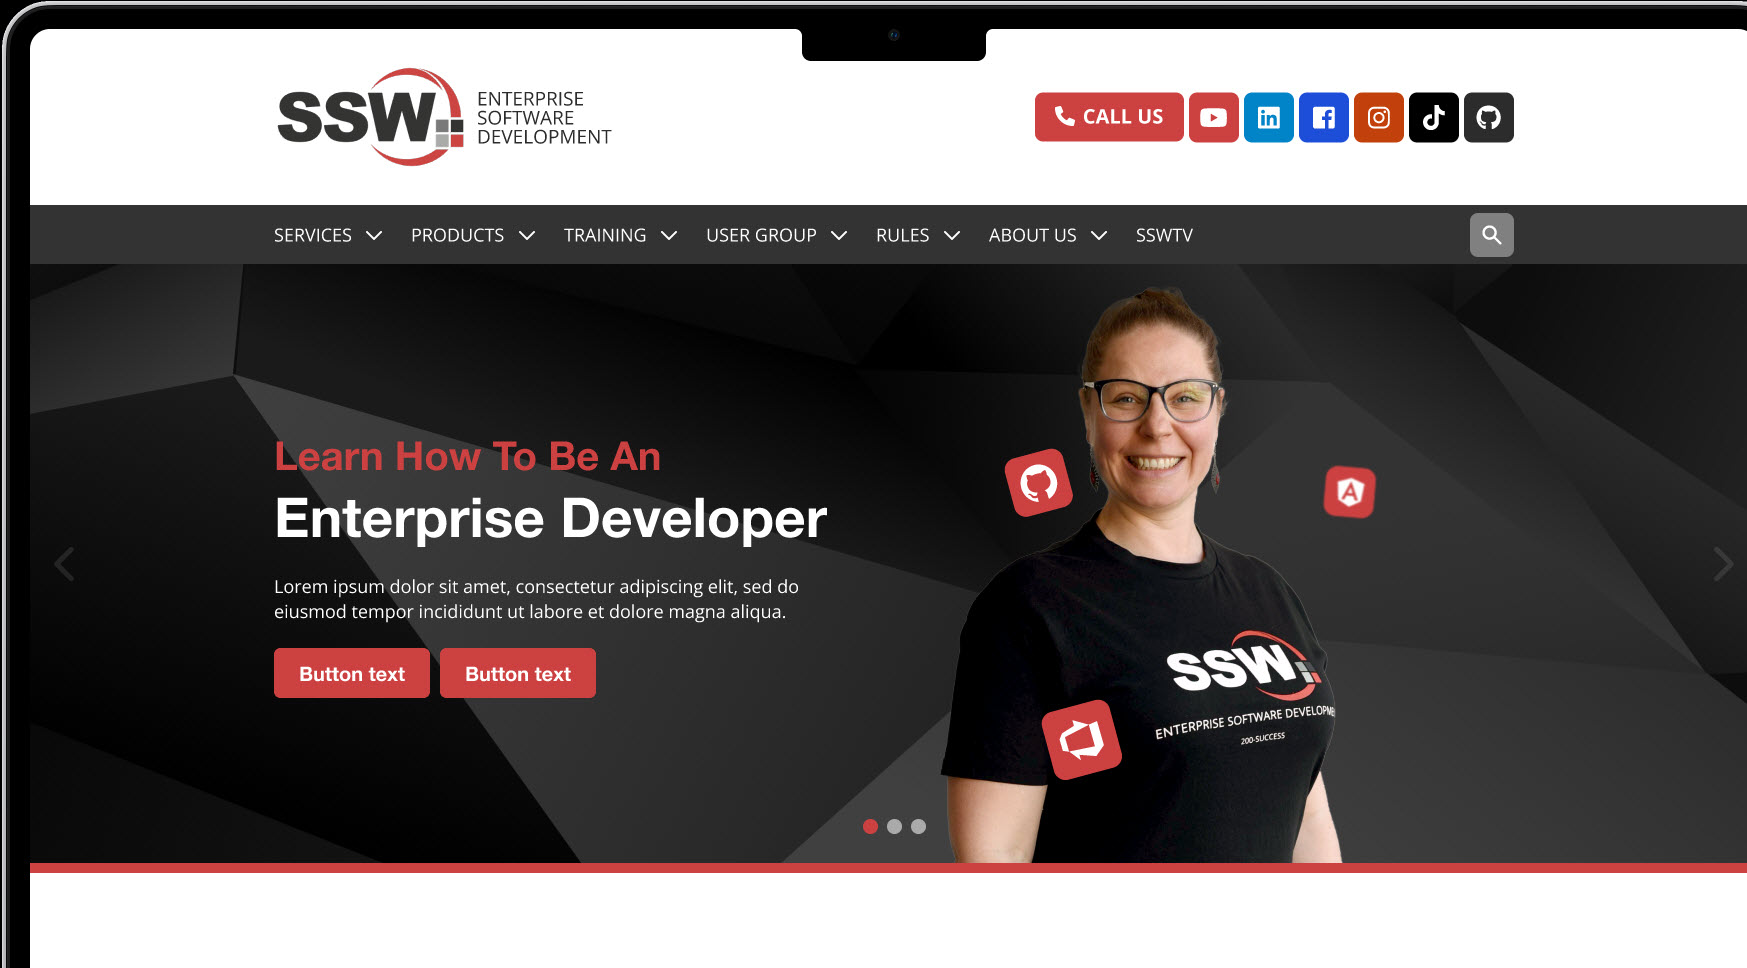 SSW
ENTERPRISE
SOFTWARE
DEVELOPMENT
CALL US
SERVICES PRODUCTS TRAINING USER GROUP RULES ABOUT US SSWTV
Learn How To Be An
Enterprise Developer
Lorem ipsum dolor sit amet, consectetur adipiscing elit, sed do
eiusmod tempor incididunt ut labore et dolore magna aliqua.
Button text Button text
SSW
ENTERPRISE SOFTWARE DEVELOPME
200-SUCCESS